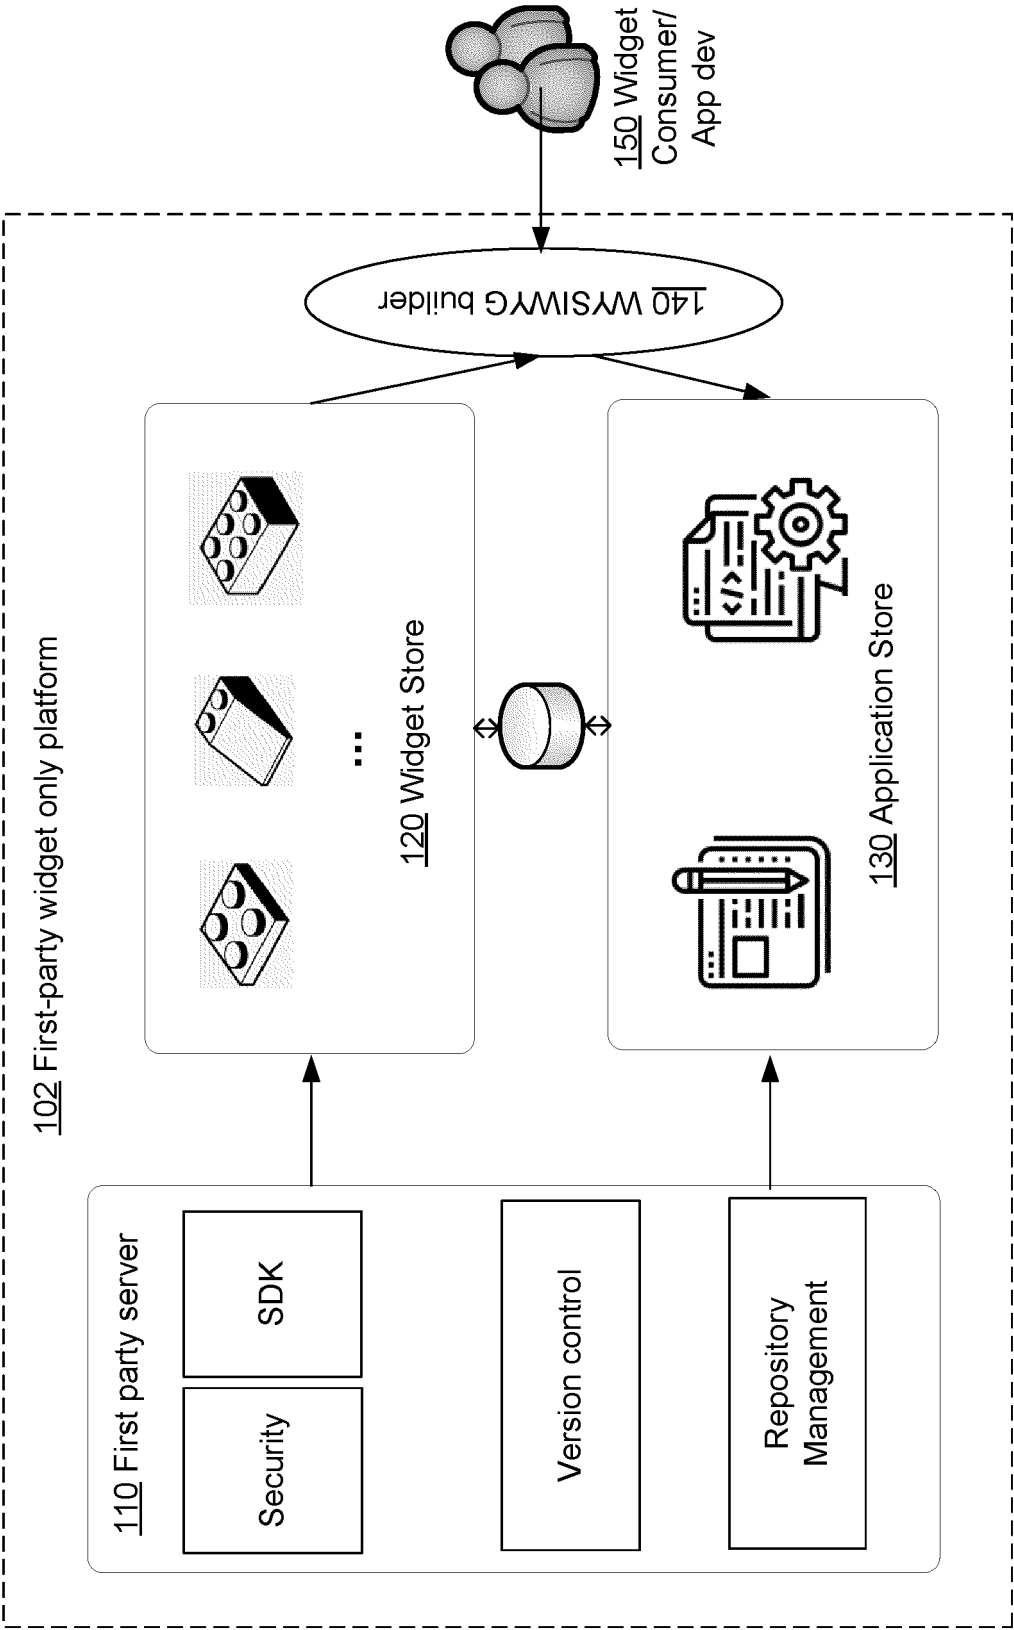 102 First-party widget only platform
110 First party server
Security
SDK
Version control
Repository
Management
...
120 Widget Store
130 Application Store
140 WYSIWYG builder
150 Widget
Consumer/
App dev